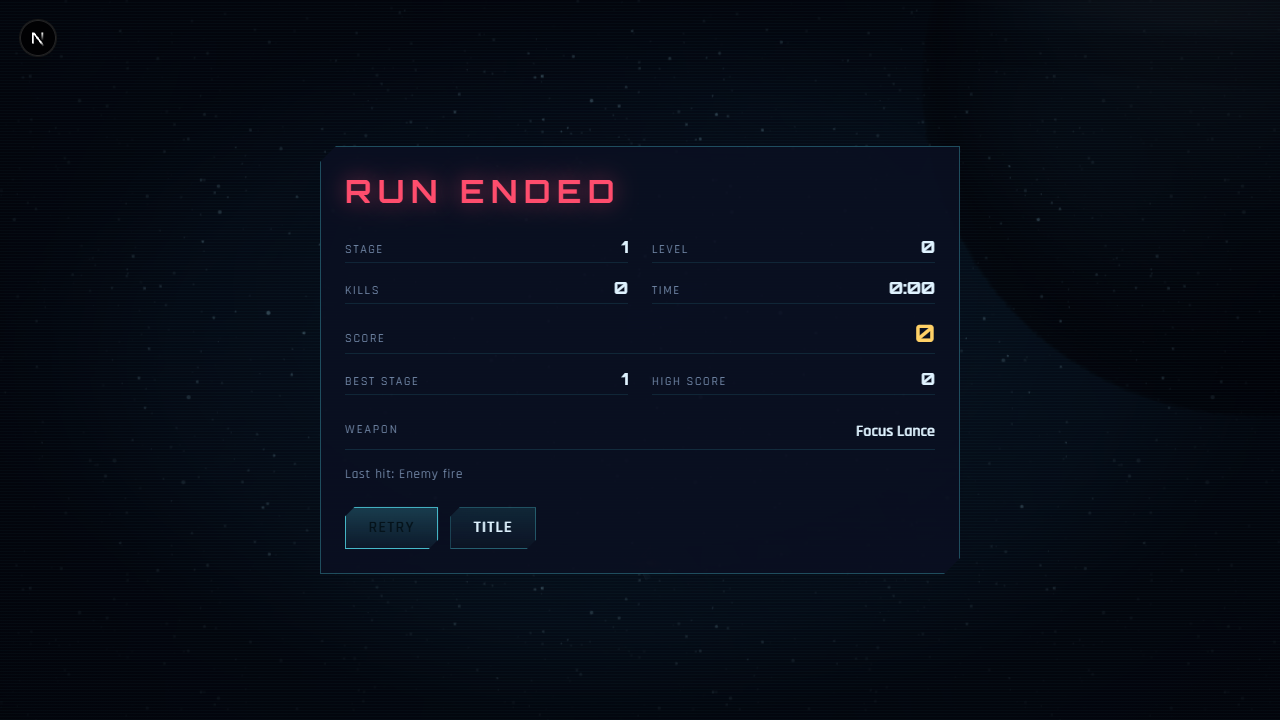 N
RUN ENDED
STAGE 1 LEVEL 0
KILLS 0 TIME 0:00
SCORE 0
BEST STAGE 1 HIGH SCORE 0
WEAPON Focus Lance
Last hit: Enemy fire
RETRY TITLE